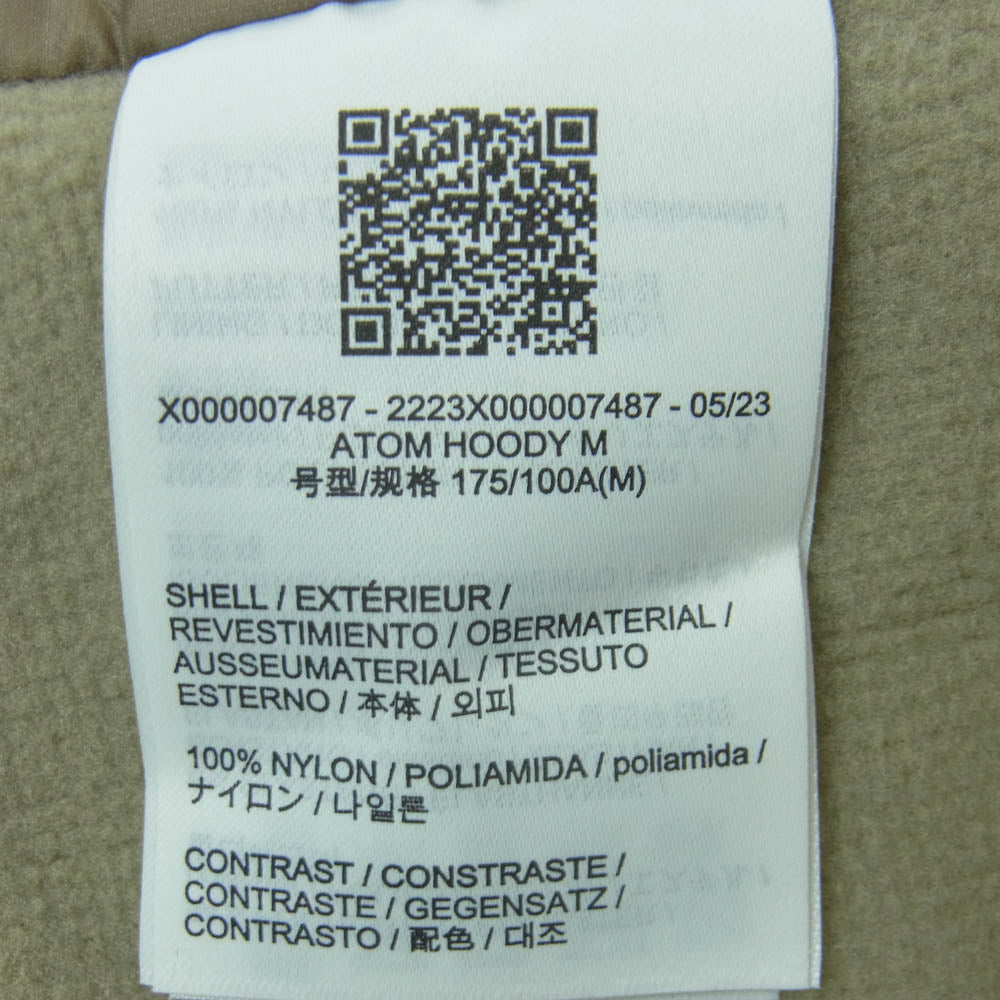 X000007487 - 2223X000007487 - 05/23
ATOM HOODY M
号型/规格 175/100A(M)
SHELL / EXTÉRIEUR /
REVESTIMIENTO / OBERMATERIAL /
AUSSEUMATERIAL / TESSUTO
ESTERNO / 本体 / 외피
100% NYLON / POLIAMIDA / poliamida /
ナイロン / 나일론
CONTRAST / CONSTRASTE /
CONTRASTE / GEGENSATZ /
CONTRASTO / 配色 / 대조